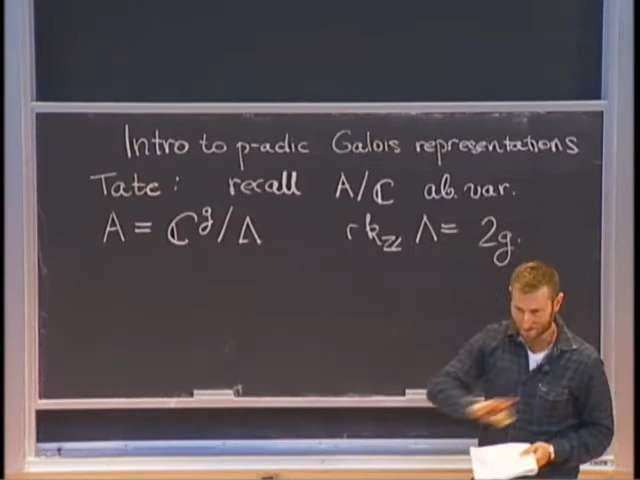 Intro to p-adic Galois representations
Tate: recall A/ℂ ab. var.
A = ℂ^g/Λ rk_ℤ Λ = 2g.